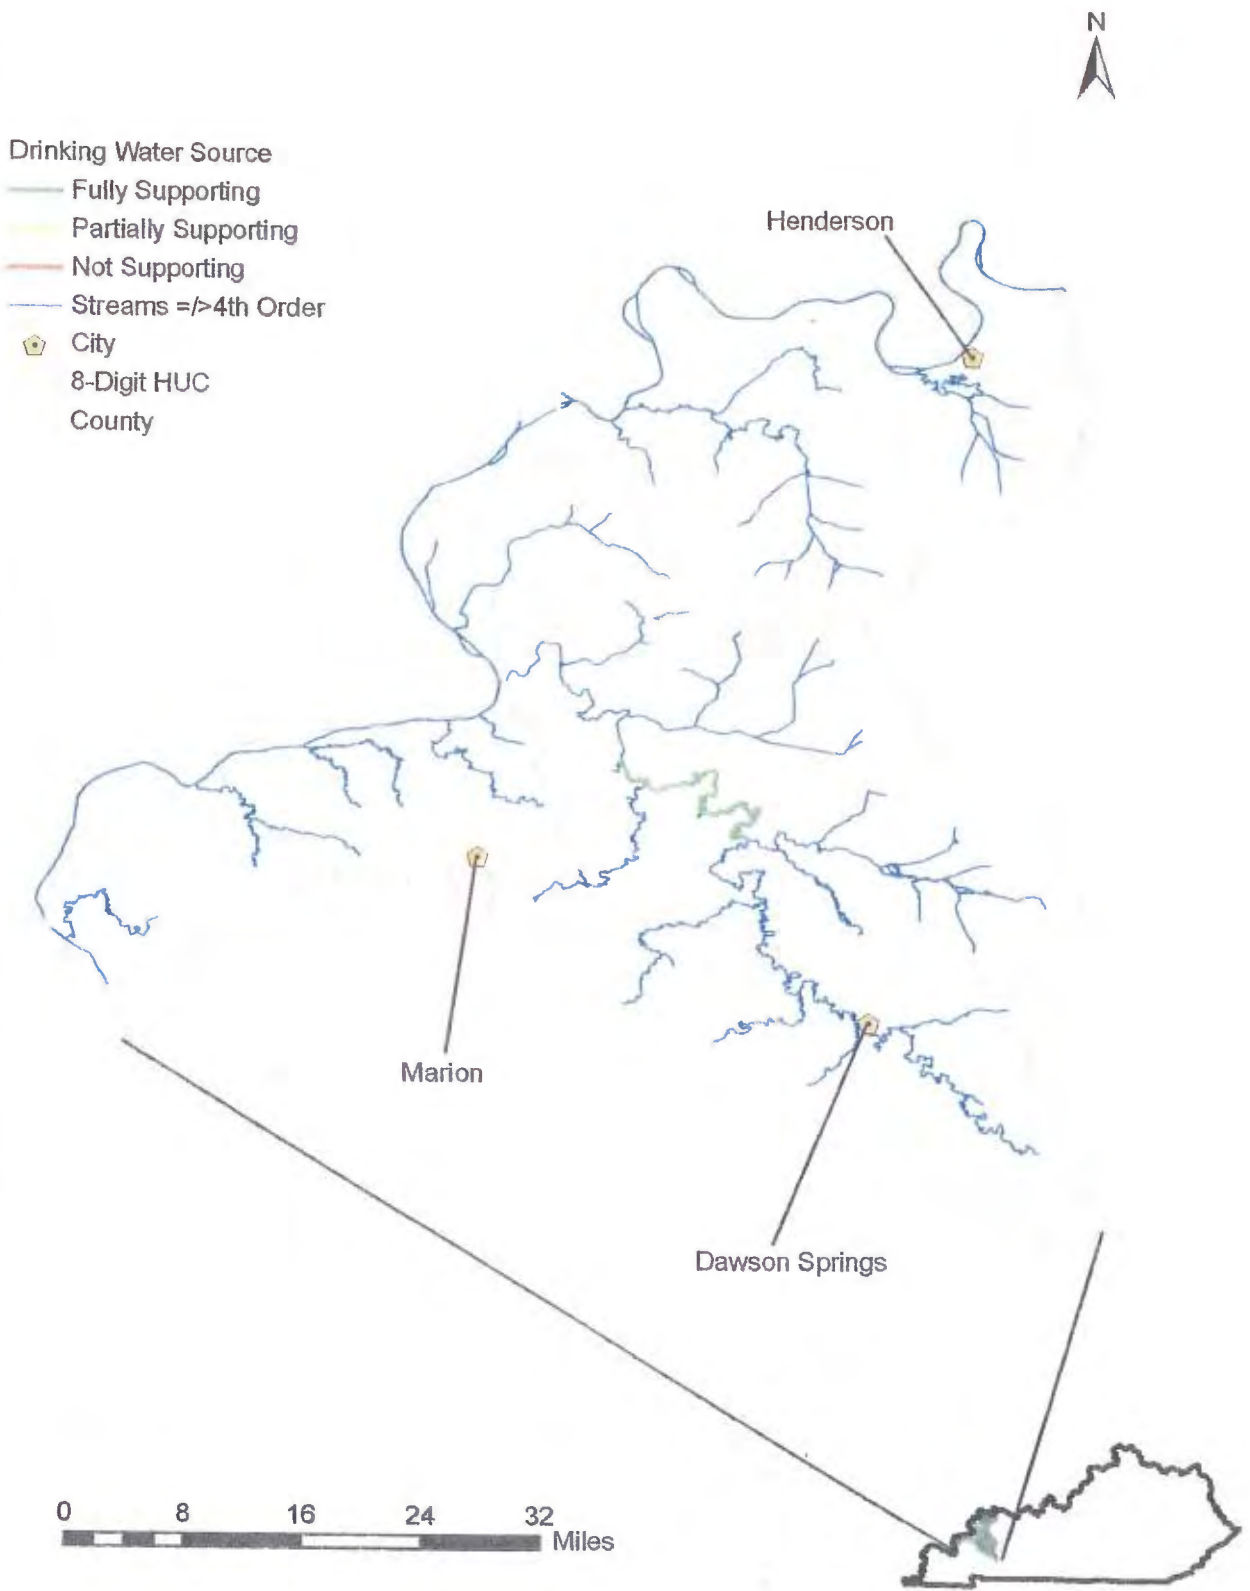 N
Drinking Water Source
Fully Supporting
Partially Supporting
Not Supporting
Streams =/>4th Order
City
8-Digit HUC
County
Henderson
Marion
Dawson Springs
0 8 16 24 32
Miles